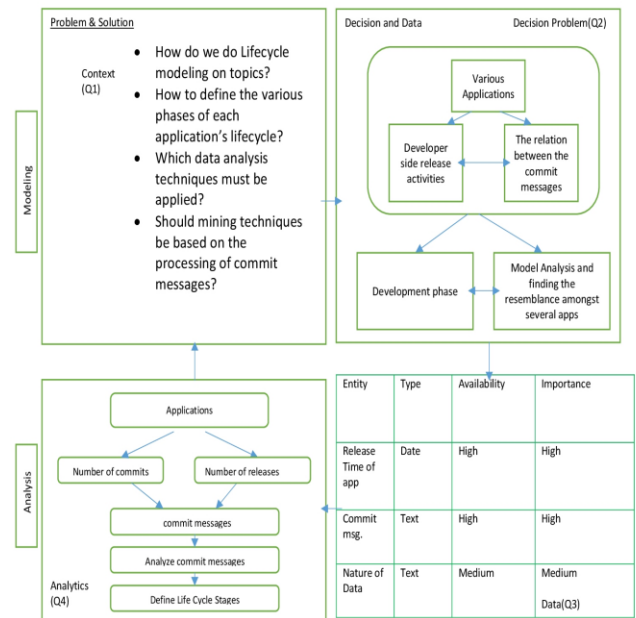 Problem & Solution
Context
(Q1)
• How do we do Lifecycle
modeling on topics?
• How to define the various
phases of each
application's lifecycle?
• Which data analysis
techniques must be
applied?
• Should mining techniques
be based on the
processing of commit
messages?
Modeling
Decision and Data
Decision Problem(Q2)
Various
Applications
Developer
side release
activities
The relation
between the
commit
messages
Development phase
Model Analysis and
finding the
resemblance amongst
several apps
Analysis
Applications
Number of commits
Number of releases
commit messages
Analyze commit messages
Define Life Cycle Stages
Analytics
(Q4)
Entity Type Availability Importance
Release
Time of
app
Date High High
Commit
msg.
Text High High
Nature of
Data
Text Medium Medium
Data(Q3)